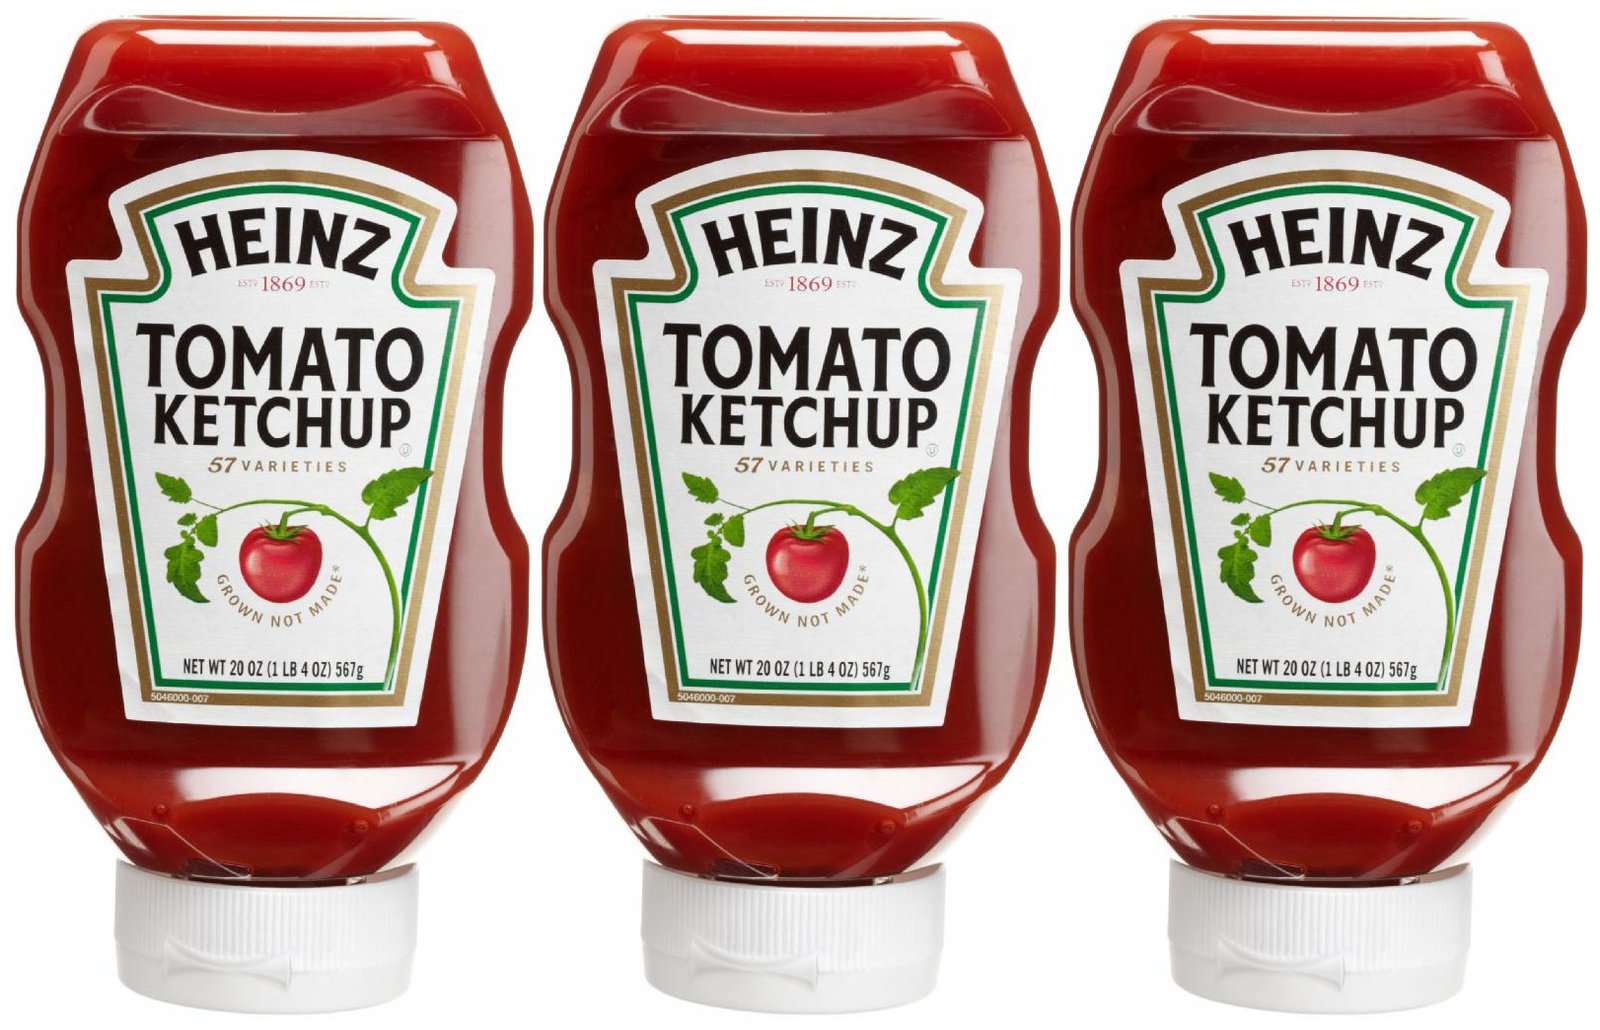 HEINZ
ESTD 1869 ESTD
TOMATO
KETCHUP
U
57 VARIETIES
GROWN NOT MADE*
NET WT 20 OZ (1 LB 4 OZ) 567g
5046000-007
HEINZ
ESTD 1869 ESTD
TOMATO
KETCHUP
U
57 VARIETIES
GROWN NOT MADE*
NET WT 20 OZ (1 LB 4 OZ) 567g
5046000-007
HEINZ
ESTD 1869 ESTD
TOMATO
KETCHUP
U
57 VARIETIES
GROWN NOT MADE*
NET WT 20 OZ (1 LB 4 OZ) 567g
5046000-007